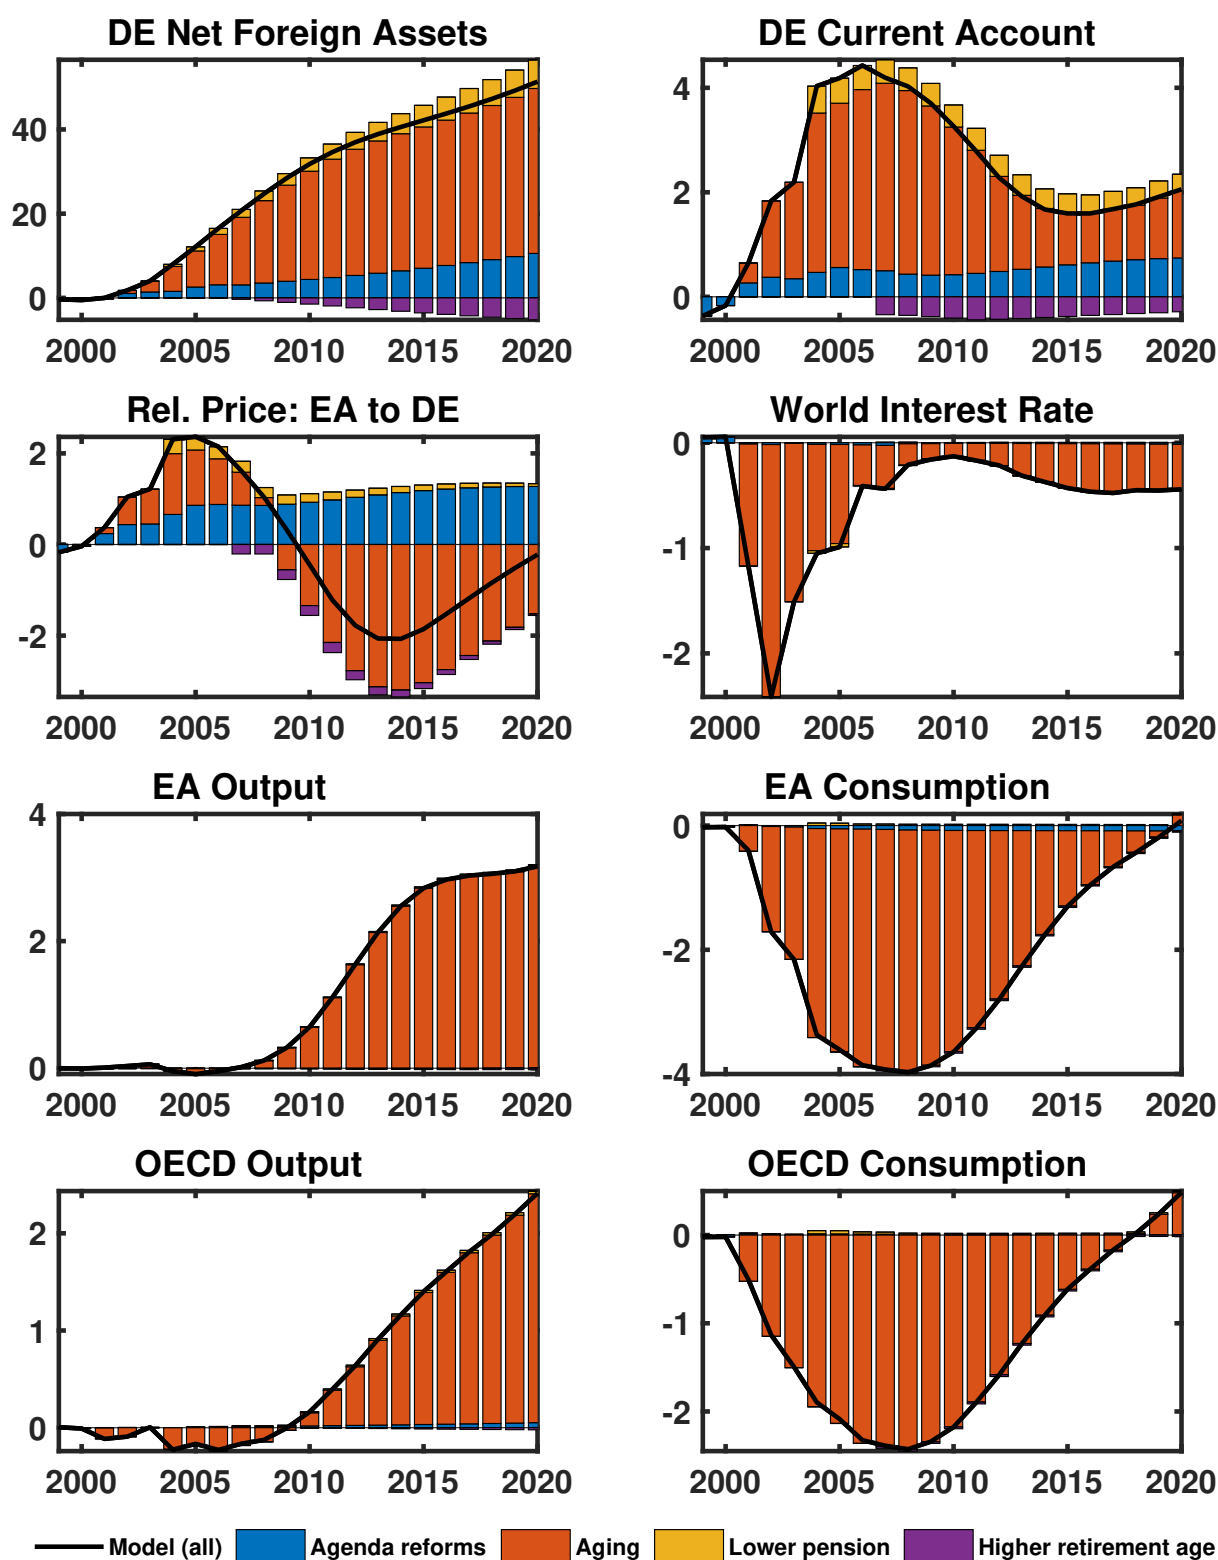 DE Net Foreign Assets
40
20
0
2000 2005 2010 2015 2020
DE Current Account
4
2
0
2000 2005 2010 2015 2020
Rel. Price: EA to DE
2
0
-2
2000 2005 2010 2015 2020
World Interest Rate
0
-1
-2
2000 2005 2010 2015 2020
EA Output
4
2
0
2000 2005 2010 2015 2020
EA Consumption
0
-2
-4
2000 2005 2010 2015 2020
OECD Output
2
1
0
2000 2005 2010 2015 2020
OECD Consumption
0
-1
-2
2000 2005 2010 2015 2020
Model (all) Agenda reforms Aging Lower pension Higher retirement age